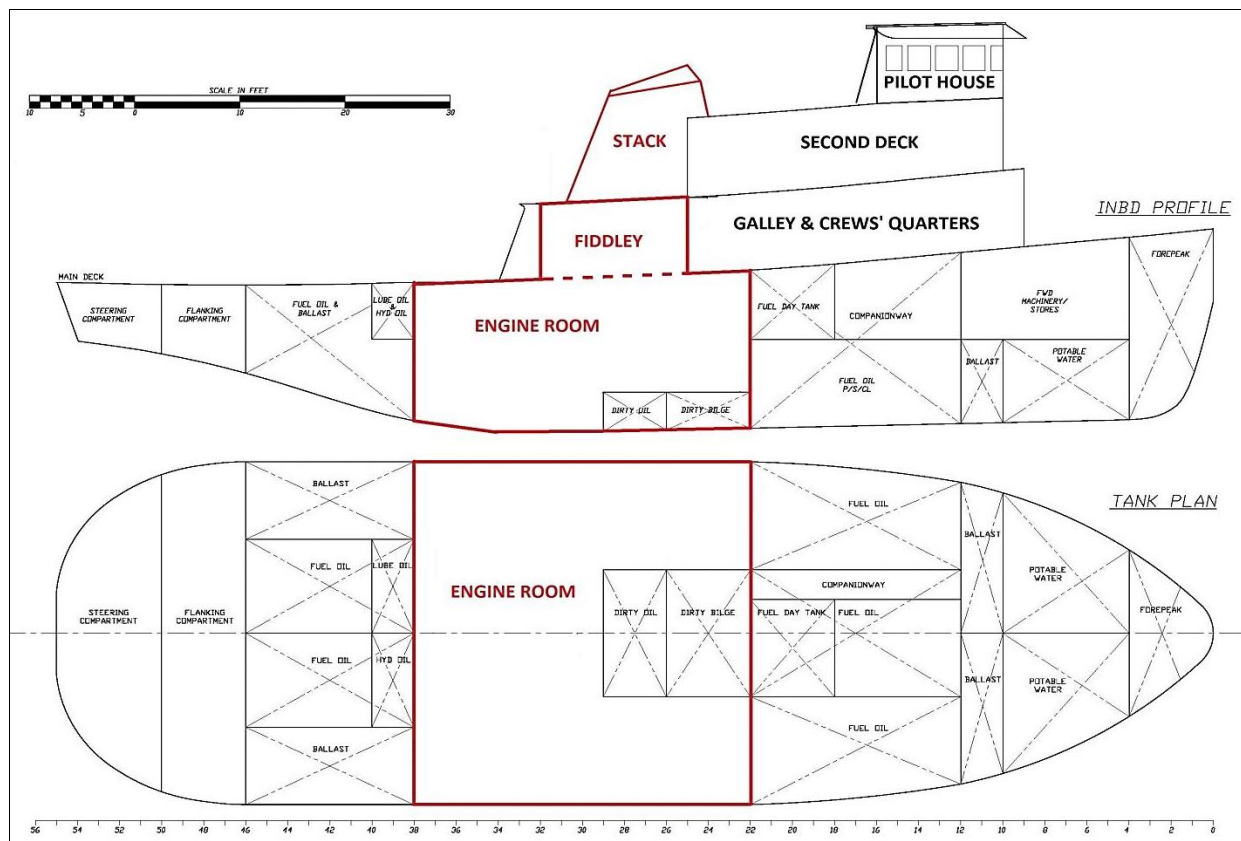 SCALE IN FEET
10 5 0 10 20 30
PILOT HOUSE
STACK
SECOND DECK
GALLEY & CREWS' QUARTERS
INBD PROFILE
FIDDLEY
MAIN DECK
STEERING
COMPARTMENT
FLANKING
COMPARTMENT
FUEL OIL &
BALLAST
LUBE OIL
&
HYD OIL
ENGINE ROOM
FUEL DAY TANK
COMPANIONWAY
FWD
MACHINERY/
STORES
FOREPEAK
FUEL OIL
P/S/CL
BALLAST
POTABLE
WATER
DIRTY OIL
DIRTY BILGE
TANK PLAN
BALLAST
FUEL OIL
BALLAST
FUEL OIL
LUBE OIL
POTABLE
WATER
ENGINE ROOM
COMPANIONWAY
STEERING
COMPARTMENT
FLANKING
COMPARTMENT
DIRTY OIL
DIRTY BILGE
FUEL DAY TANK
FUEL OIL
FOREPEAK
FUEL OIL
HYD OIL
BALLAST
POTABLE
WATER
BALLAST
FUEL OIL
56 54 52 50 48 46 44 42 40 38 36 34 32 30 28 26 24 22 20 18 16 14 12 10 8 6 4 2 0